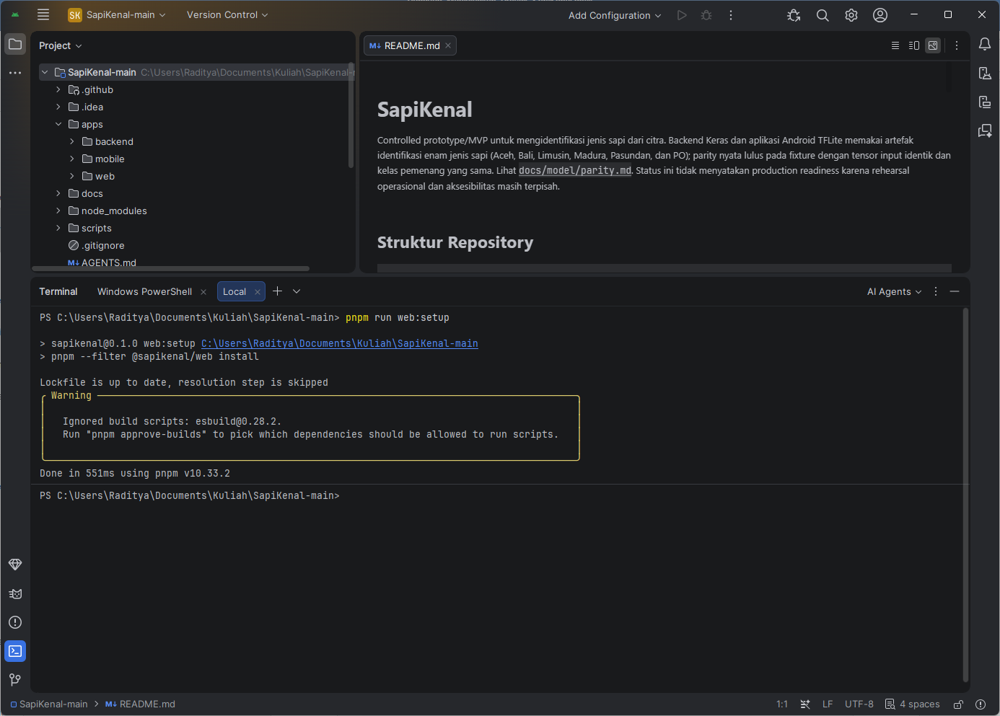 SK SapiKenal-main Version Control Add Configuration
Project
SapiKenal-main C:\Users\Raditya\Documents\Kuliah\SapiKenal-
.github
.idea
apps
backend
mobile
web
docs
node_modules
scripts
.gitignore
M↓ AGENTS.md
M↓ README.md
SapiKenal
Controlled prototype/MVP untuk mengidentifikasi jenis sapi dari citra. Backend Keras dan aplikasi Android TFLite memakai artefak
identifikasi enam jenis sapi (Aceh, Bali, Limusin, Madura, Pasundan, dan PO); parity nyata lulus pada fixture dengan tensor input identik dan
kelas pemenang yang sama. Lihat docs/model/parity.md. Status ini tidak menyatakan production readiness karena rehearsal
operasional dan aksesibilitas masih terpisah.
Struktur Repository
Terminal Windows PowerShell Local AI Agents
PS C:\Users\Raditya\Documents\Kuliah\SapiKenal-main> pnpm run web:setup
> sapikenal@0.1.0 web:setup C:\Users\Raditya\Documents\Kuliah\SapiKenal-main
> pnpm --filter @sapikenal/web install
Lockfile is up to date, resolution step is skipped
Warning
Ignored build scripts: esbuild@0.28.2.
Run "pnpm approve-builds" to pick which dependencies should be allowed to run scripts.
Done in 551ms using pnpm v10.33.2
PS C:\Users\Raditya\Documents\Kuliah\SapiKenal-main>
SapiKenal-main > M↓ README.md 1:1 LF UTF-8 4 spaces